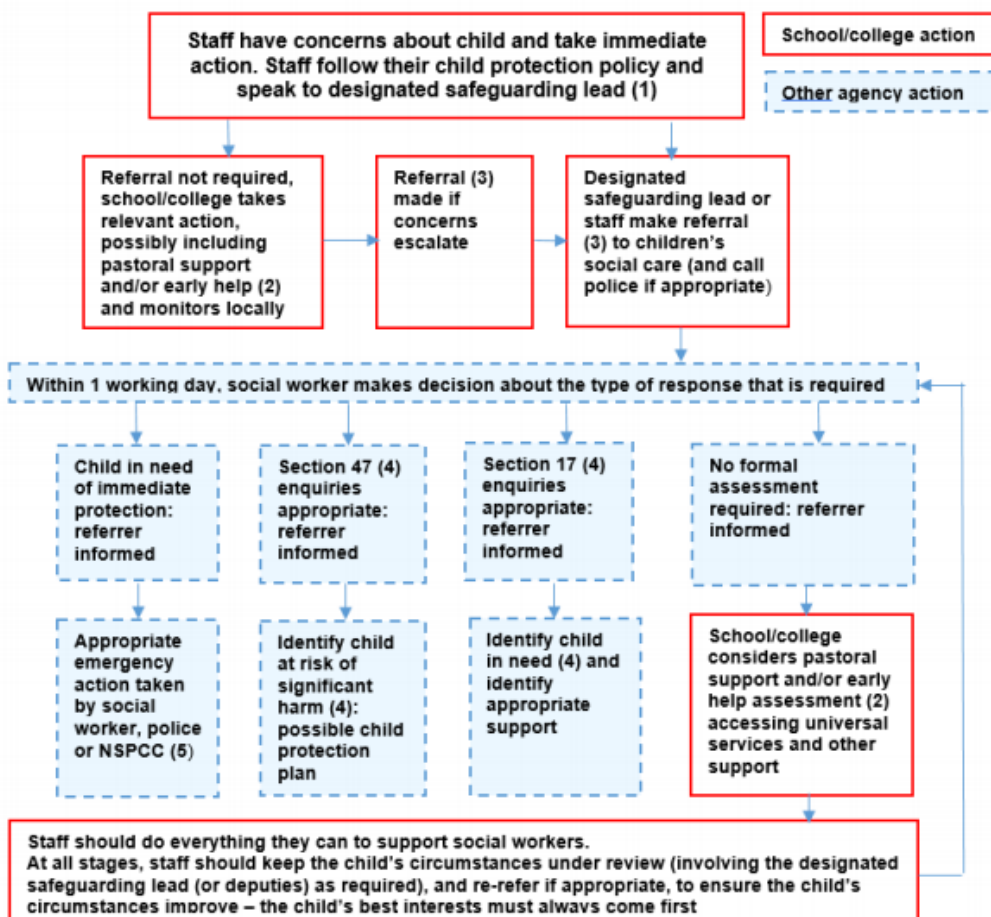 Staff have concerns about child and take immediate
action. Staff follow their child protection policy and
speak to designated safeguarding lead (1)
School/college action
Other agency action
Referral not required,
school/college takes
relevant action,
possibly including
pastoral support
and/or early help (2)
and monitors locally
Referral (3)
made if
concerns
escalate
Designated
safeguarding lead or
staff make referral
(3) to children's
social care (and call
police if appropriate)
Within 1 working day, social worker makes decision about the type of response that is required
Child in need
of immediate
protection:
referrer
informed
Section 47 (4)
enquiries
appropriate:
referrer
informed
Section 17 (4)
enquiries
appropriate:
referrer
informed
No formal
assessment
required: referrer
informed
Appropriate
emergency
action taken
by social
worker, police
or NSPCC (5)
Identify child
at risk of
significant
harm (4):
possible child
protection
plan
Identify child
in need (4) and
identify
appropriate
support
School/college
considers pastoral
support and/or early
help assessment (2)
accessing universal
services and other
support
Staff should do everything they can to support social workers.
At all stages, staff should keep the child's circumstances under review (involving the designated
safeguarding lead (or deputies) as required), and re-refer if appropriate, to ensure the child's
circumstances improve – the child's best interests must always come first